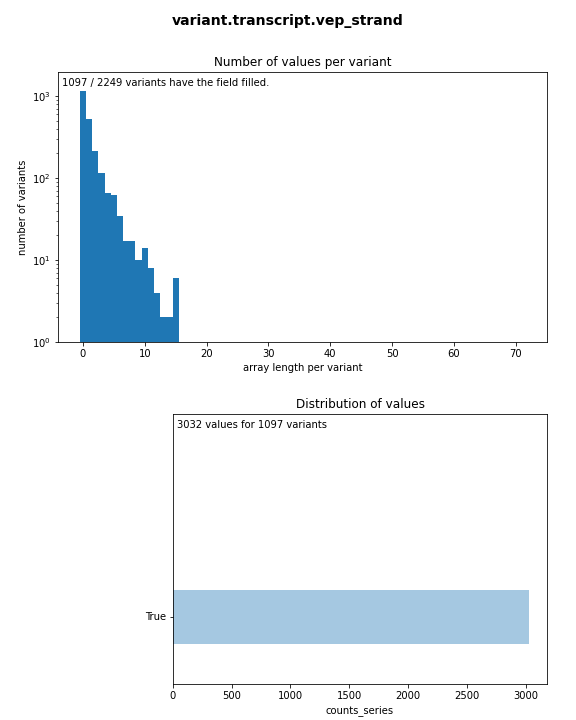 variant.transcript.vep_strand
Number of values per variant
1097 / 2249 variants have the field filled.
number of variants
10³
10²
10¹
10⁰
0 10 20 30 40 50 60 70
array length per variant
Distribution of values
3032 values for 1097 variants
True
0 500 1000 1500 2000 2500 3000
counts_series